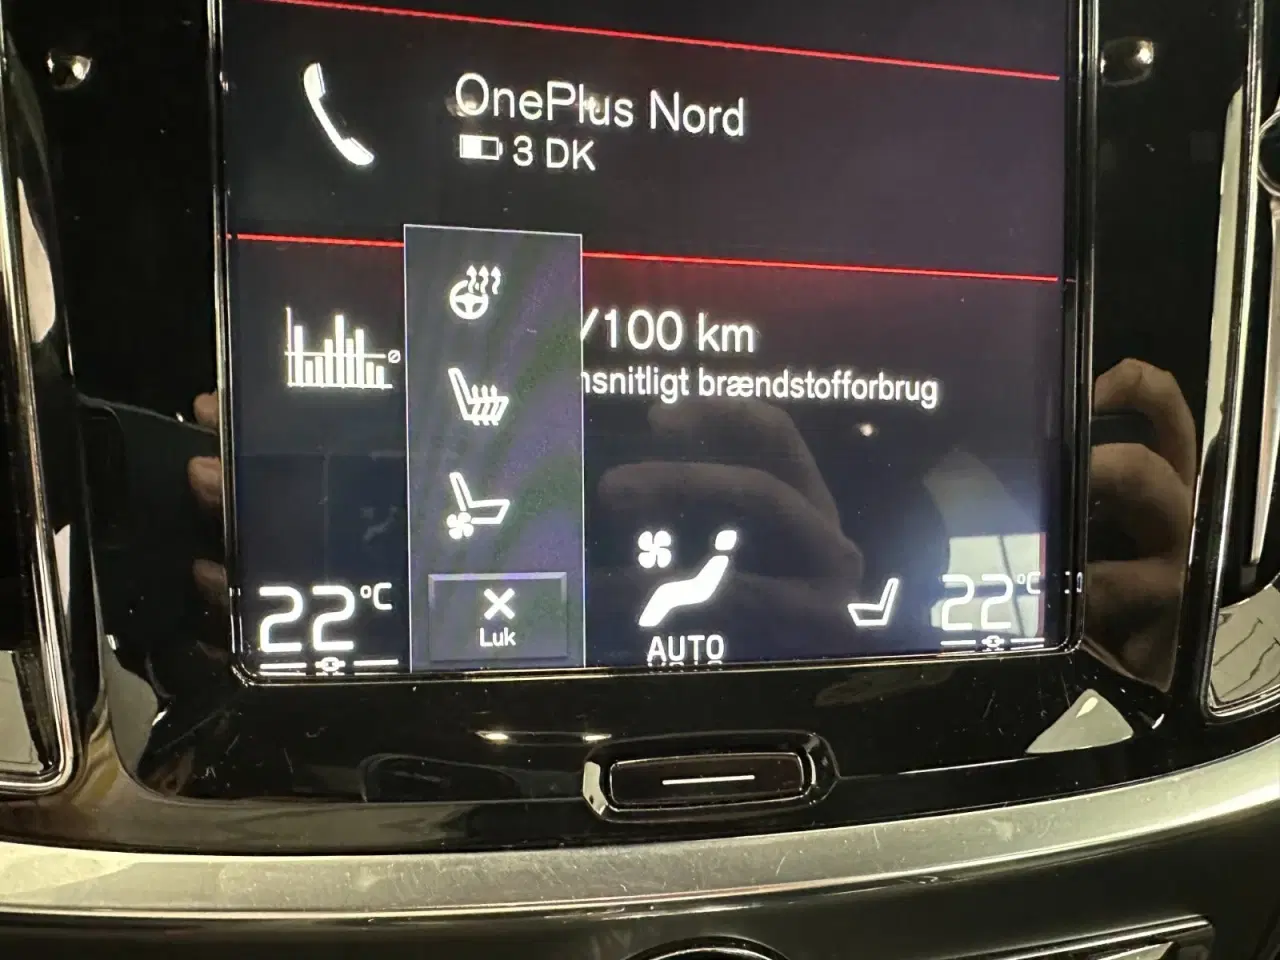 OnePlus Nord
3 DK
/100 km
nsnitligt brændstofforbrug
22°C
Luk
AUTO
22°C